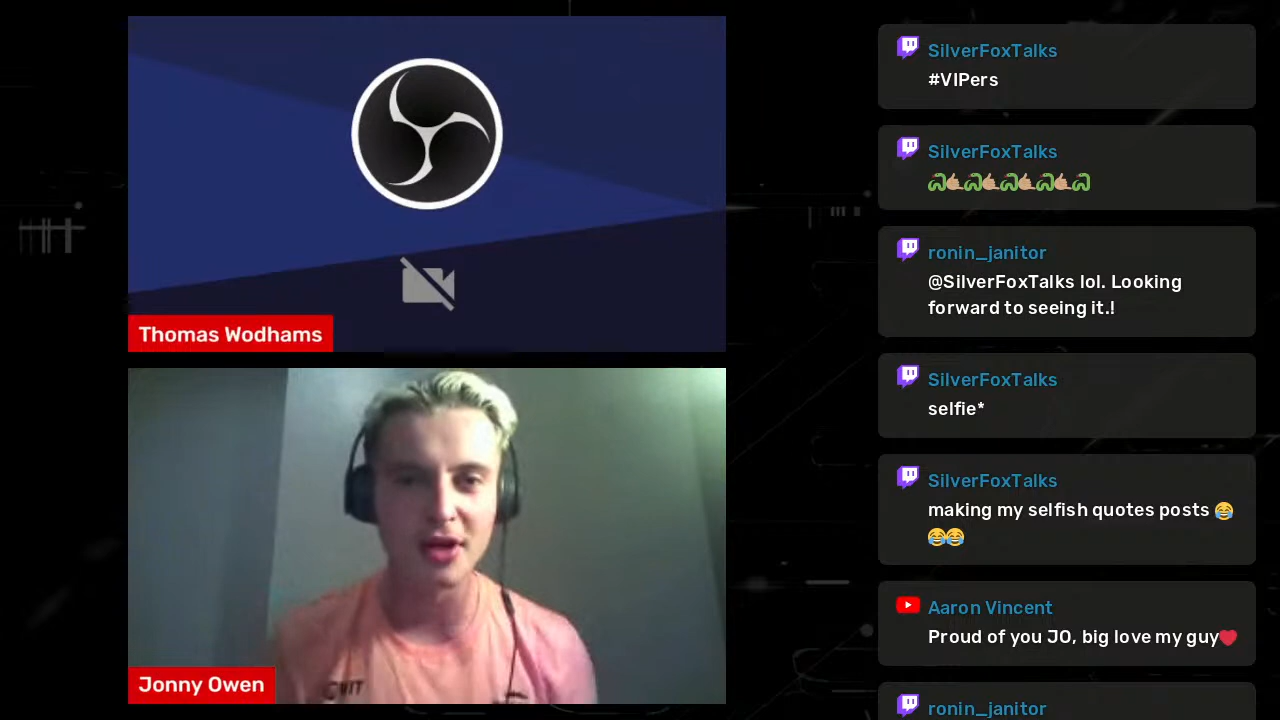 Thomas Wodhams
Jonny Owen
SilverFoxTalks
#VIPers
SilverFoxTalks
🐍🤙🏼🐍🤙🏼🐍🤙🏼🐍🤙🏼🐍
ronin_janitor
@SilverFoxTalks lol. Looking
forward to seeing it.!
SilverFoxTalks
selfie*
SilverFoxTalks
making my selfish quotes posts 😂
😂😂
Aaron Vincent
Proud of you JO, big love my guy❤️
ronin_janitor